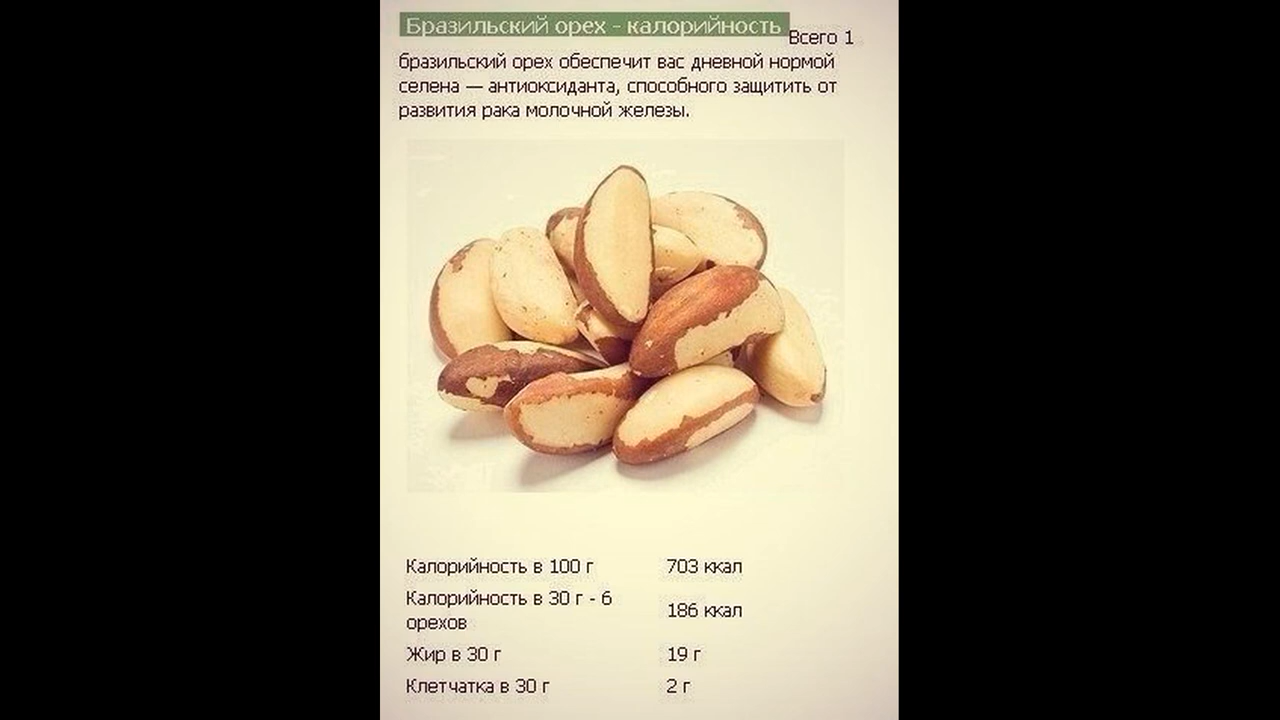 Бразильский орех - калорийность Всего 1
бразильский орех обеспечит вас дневной нормой
селена — антиоксиданта, способного защитить от
развития рака молочной железы.
Калорийность в 100 г 703 ккал
Калорийность в 30 г - 6
орехов 186 ккал
Жир в 30 г 19 г
Клетчатка в 30 г 2 г